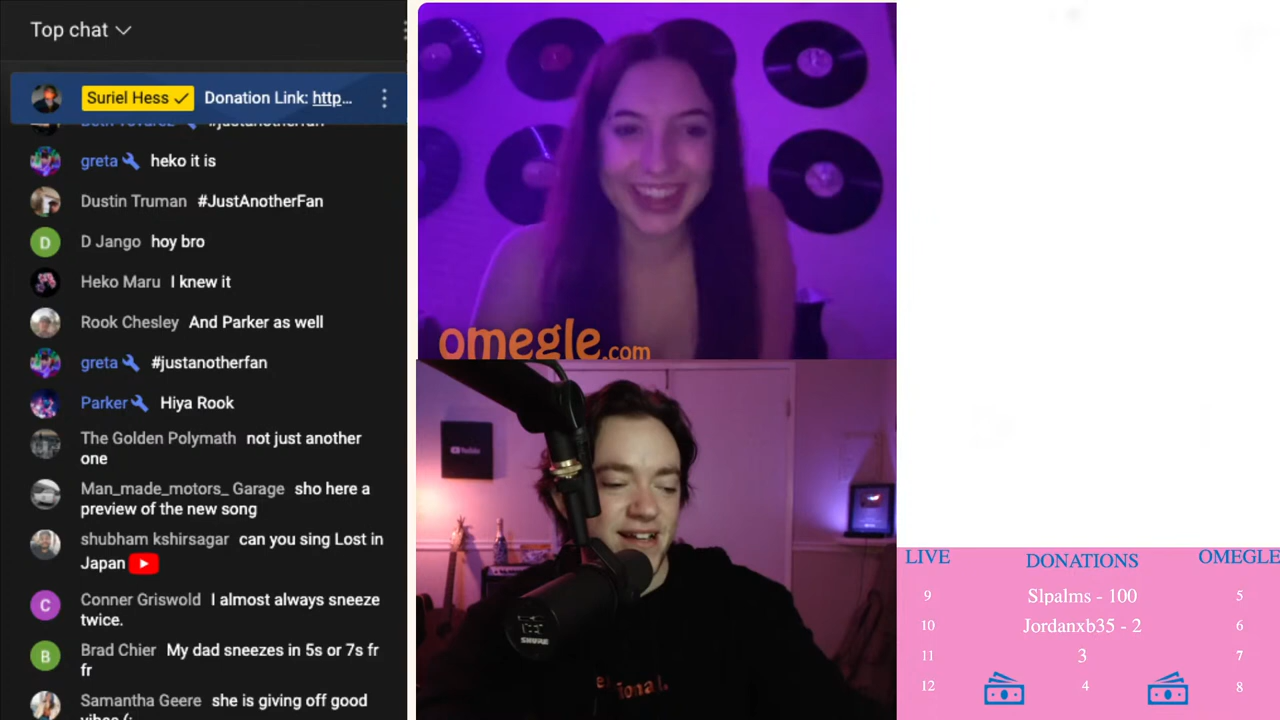 Top chat
Suriel Hess Donation Link: http...
greta heko it is
Dustin Truman #JustAnotherFan
D
D Jango hoy bro
Heko Maru I knew it
Rook Chesley And Parker as well
greta #justanotherfan
Parker Hiya Rook
The Golden Polymath not just another
one
Man_made_motors_ Garage sho here a
preview of the new song
shubham kshirsagar can you sing Lost in
Japan
C
Conner Griswold I almost always sneeze
twice.
B
Brad Chier My dad sneezes in 5s or 7s fr
fr
Samantha Geere she is giving off good
omegle.com
YouTube
SHURE
LIVE DONATIONS OMEGLE
9 Slpalms - 100 5
10 Jordanxb35 - 2 6
11 3 7
12 4 8